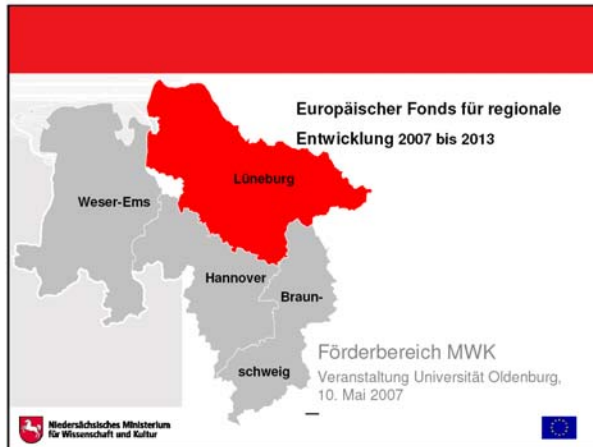 Europäischer Fonds für regionale
Entwicklung 2007 bis 2013
Lüneburg
Weser-Ems
Hannover
Braun-
schweig
Förderbereich MWK
Veranstaltung Universität Oldenburg,
10. Mai 2007
Niedersächsisches Ministerium
für Wissenschaft und Kultur